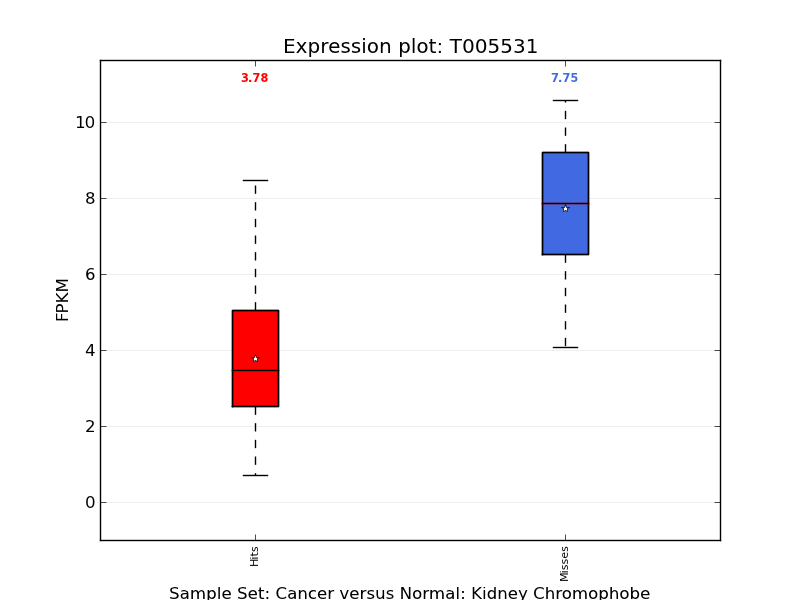 Expression plot: T005531
3.78 7.75
10
8
6
4
2
0
FPKM
Hits Misses
Sample Set: Cancer versus Normal: Kidney Chromophobe